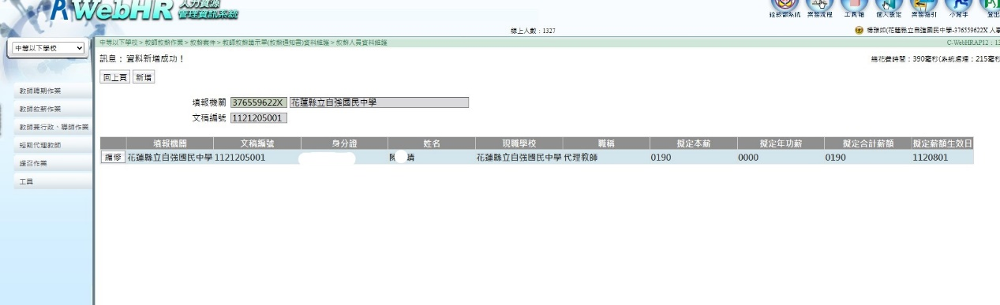 WebHR 人力資源
管理資訊系統
銓敘部系統 業務流程 工具箱 個人設定 業務指引 小幫手 登出
線上人數：1327
楊雅如(花蓮縣立自強國民中學-376559622X 人事
中等以下學校
中等以下學校 > 教師敘薪作業 > 敘薪案件 > 教師敘薪請示單(敘薪通知書)資料維護 > 敘薪人員資料維護
C-WebHRAP12：13
訊息： 資料新增成功！
總花費時間：390毫秒(系統處理：215毫秒
回上頁 新增
教師聘期作業
教師敘薪作業
教師兼行政、導師作業
短期代理教師
緩召作業
工具
填報機關 376559622X 花蓮縣立自強國民中學
文稿編號 1121205001
填報機關 文稿編號 身分證 姓名 現職學校 職稱 擬定本薪 擬定年功薪 擬定合計薪額 擬定薪額生效日
編修 花蓮縣立自強國民中學 1121205001 陳 靖 花蓮縣立自強國民中學 代理教師 0190 0000 0190 1120801